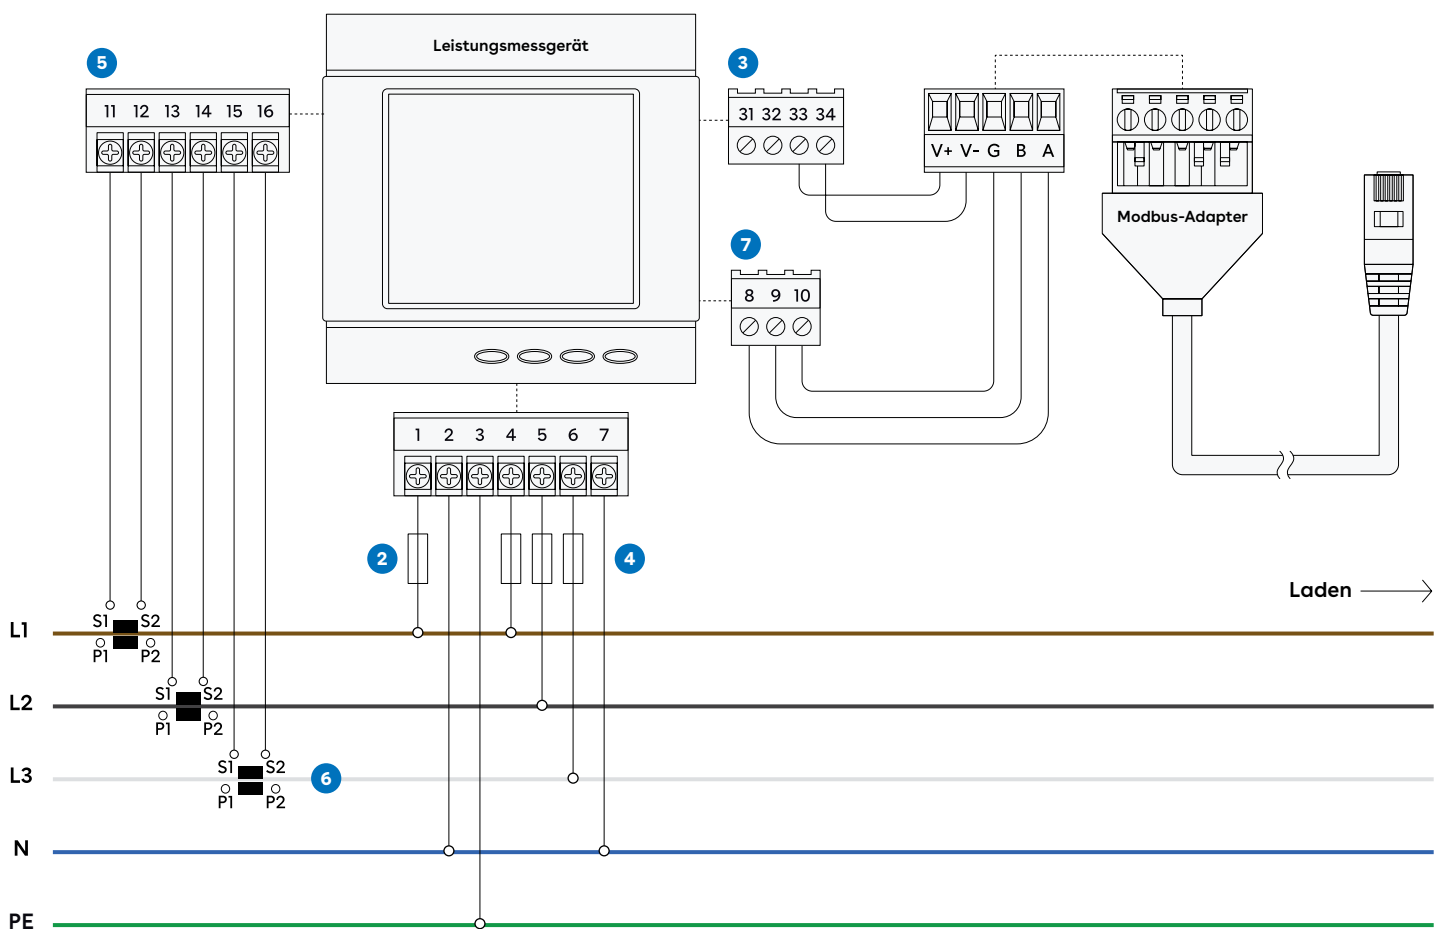 Leistungsmessgerät
5
3
11 12 13 14 15 16
31 32 33 34
V+ V- G B A
Modbus-Adapter
7
8 9 10
1 2 3 4 5 6 7
2
4
Laden
L1
S1 S2
P1 P2
L2
S1 S2
P1 P2
L3
S1 S2
P1 P2
6
N
PE